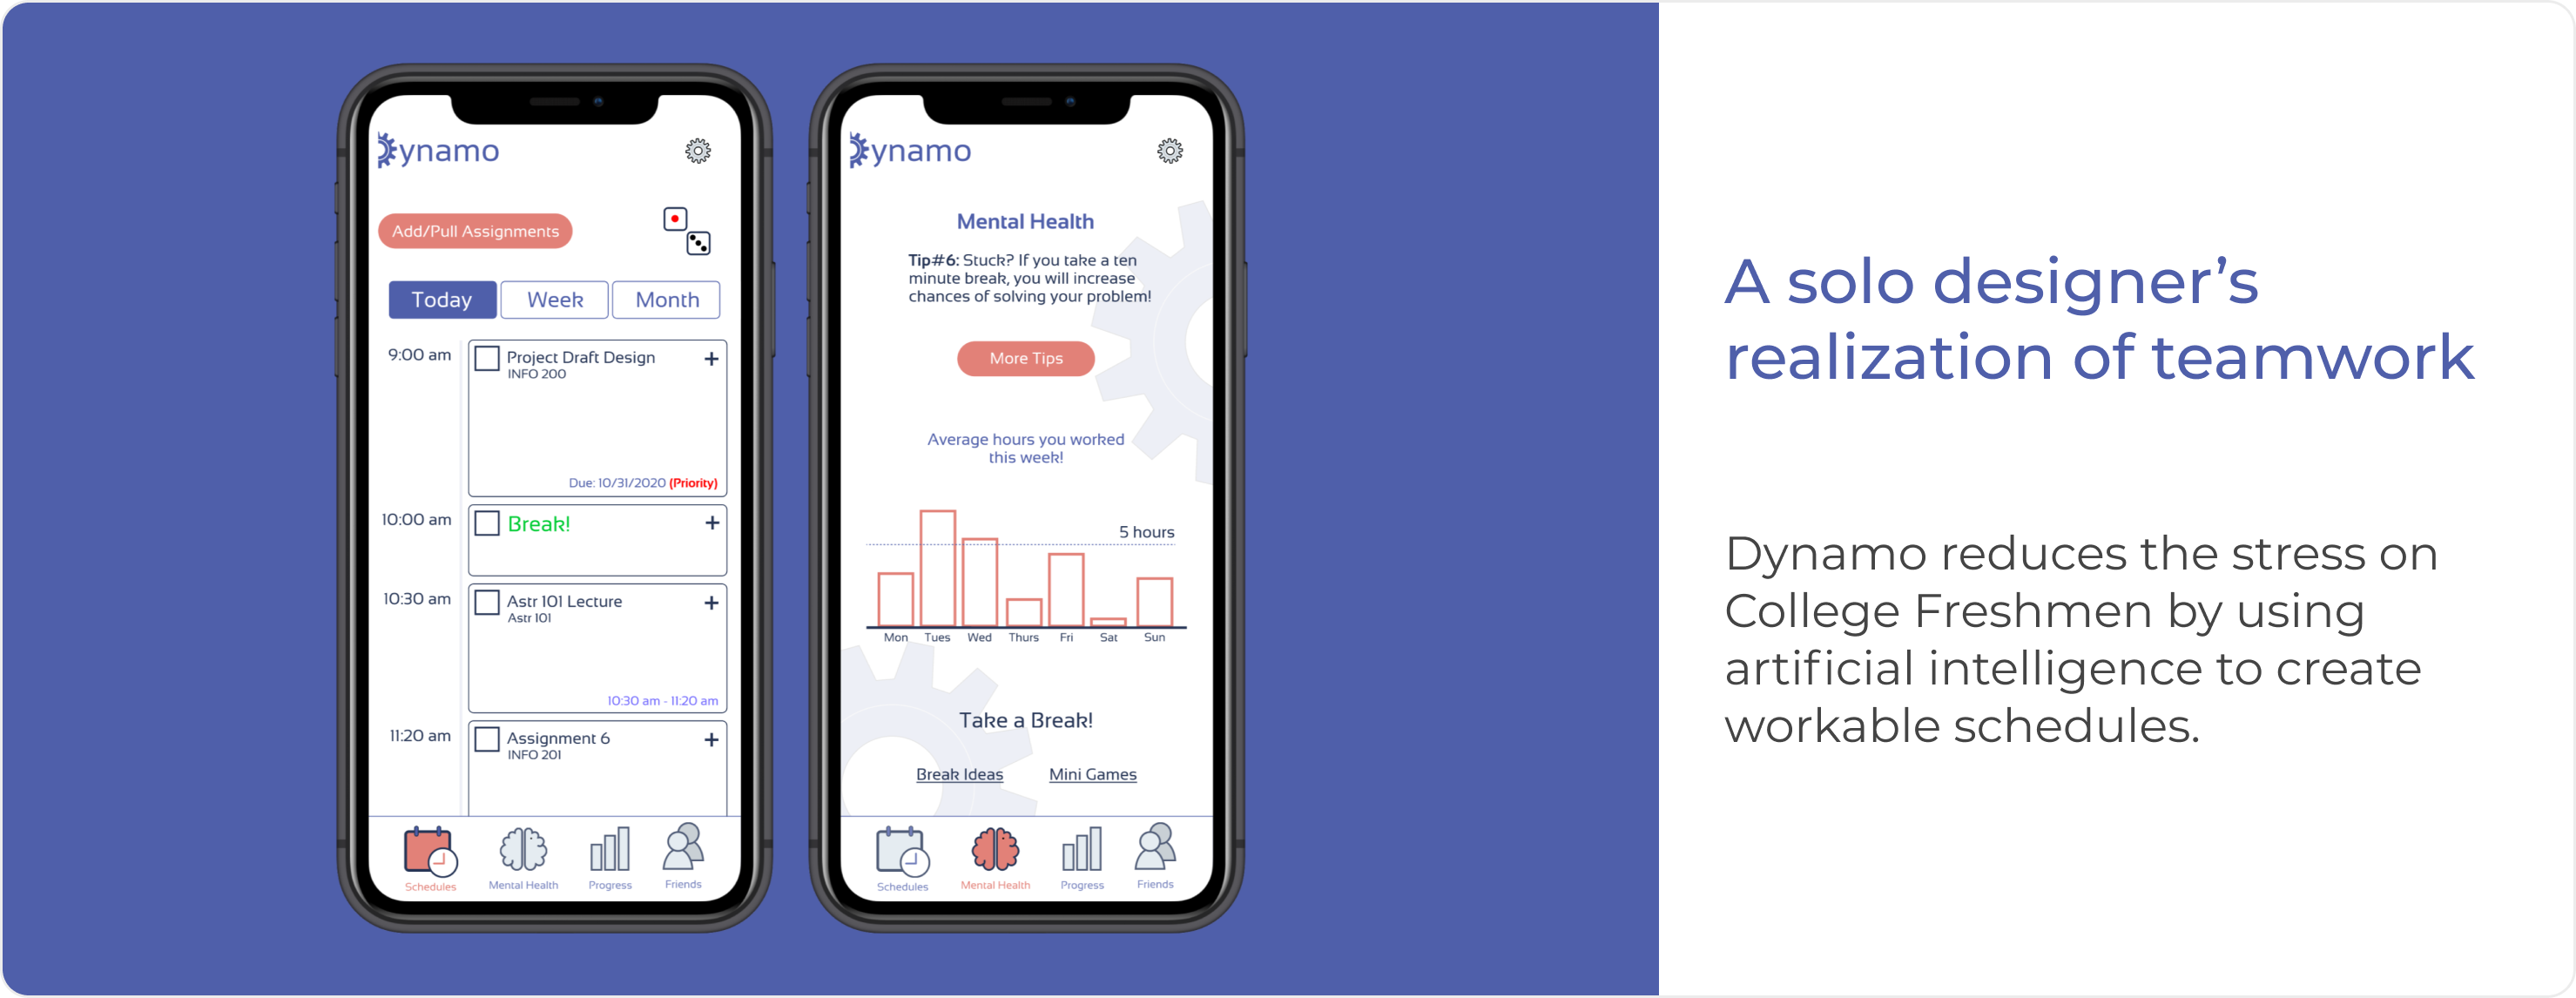 Dynamo
Add/Pull Assignments
Today Week Month
9:00 am
Project Draft Design +
INFO 200
Due: 10/31/2020 (Priority)
10:00 am
Break! +
10:30 am
Astr 101 Lecture +
Astr 101
10:30 am - 11:20 am
11:20 am
Assignment 6 +
INFO 201
Schedules Mental Health Progress Friends
Dynamo
Mental Health
Tip#6: Stuck? If you take a ten
minute break, you will increase
chances of solving your problem!
More Tips
Average hours you worked
this week!
5 hours
Mon Tues Wed Thurs Fri Sat Sun
Take a Break!
Break Ideas Mini Games
Schedules Mental Health Progress Friends
A solo designer’s
realization of teamwork
Dynamo reduces the stress on
College Freshmen by using
artificial intelligence to create
workable schedules.